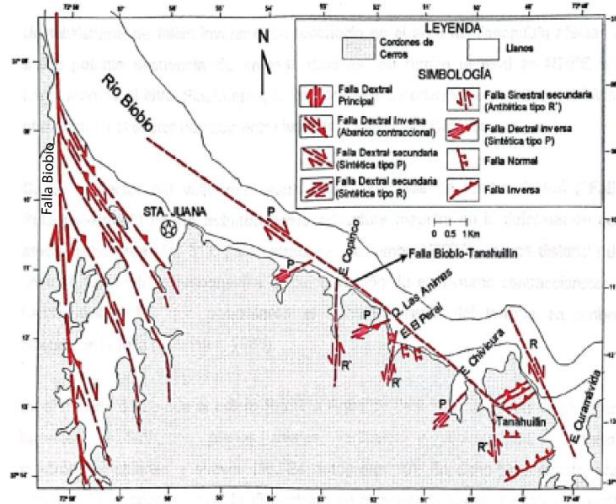 LEYENDA
Cordones de
Cerros
Llanos
SIMBOLOGÍA
Falla Dextral
Principal
Falla Dextral Inversa
(Abanico contraccional)
Falla Dextral secundaria
(Sintética tipo P)
Falla Dextral secundaria
(Sintética tipo R)
Falla Sinestral secundaria
(Antitética tipo R')
Falla Dextral inversa
(Sintética tipo P)
Falla Normal
Falla Inversa
N
0 0.5 1 Km
Río Biobío
Falla Biobío
STA. JUANA
P
P
E. Copihco
Falla Biobío-Tanahuillín
Q. Las Animas
E. El Peral
P
R'
R'
E. Chivicura
P
R'
R
Tanahuillín
E. Curamávida